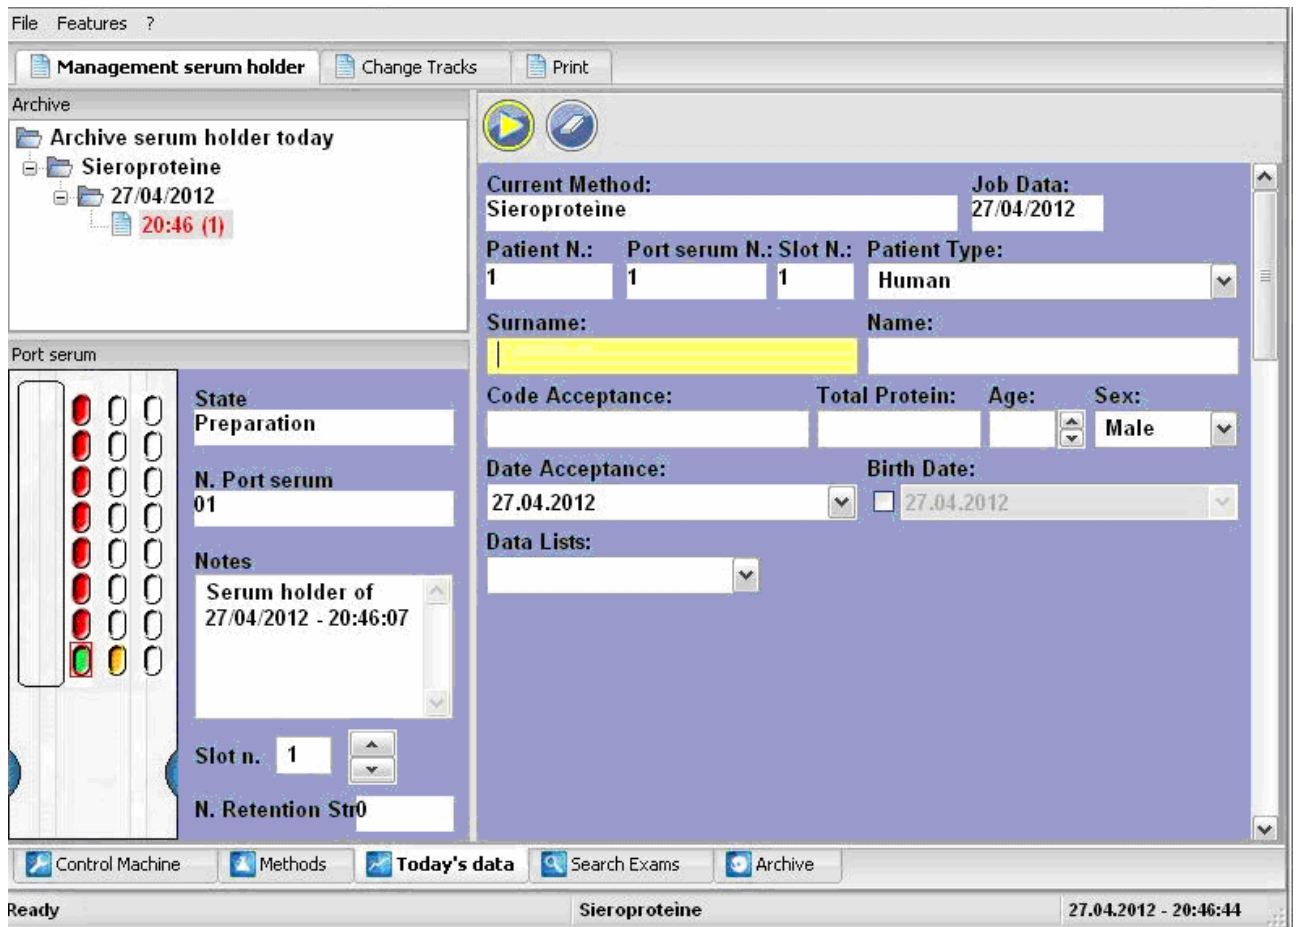 File Features ?
Management serum holder Change Tracks Print
Archive
Archive serum holder today
Sieroproteine
27/04/2012
20:46 (1)
Port serum
State
Preparation
N. Port serum
01
Notes
Serum holder of
27/04/2012 - 20:46:07
Slot n. 1
N. Retention Str0
Current Method: Job Data:
Sieroproteine 27/04/2012
Patient N.: Port serum N.: Slot N.: Patient Type:
1 1 1 Human
Surname: Name:
Code Acceptance: Total Protein: Age: Sex:
Male
Date Acceptance: Birth Date:
27.04.2012 27.04.2012
Data Lists:
Control Machine Methods Today's data Search Exams Archive
Ready Sieroproteine 27.04.2012 - 20:46:44